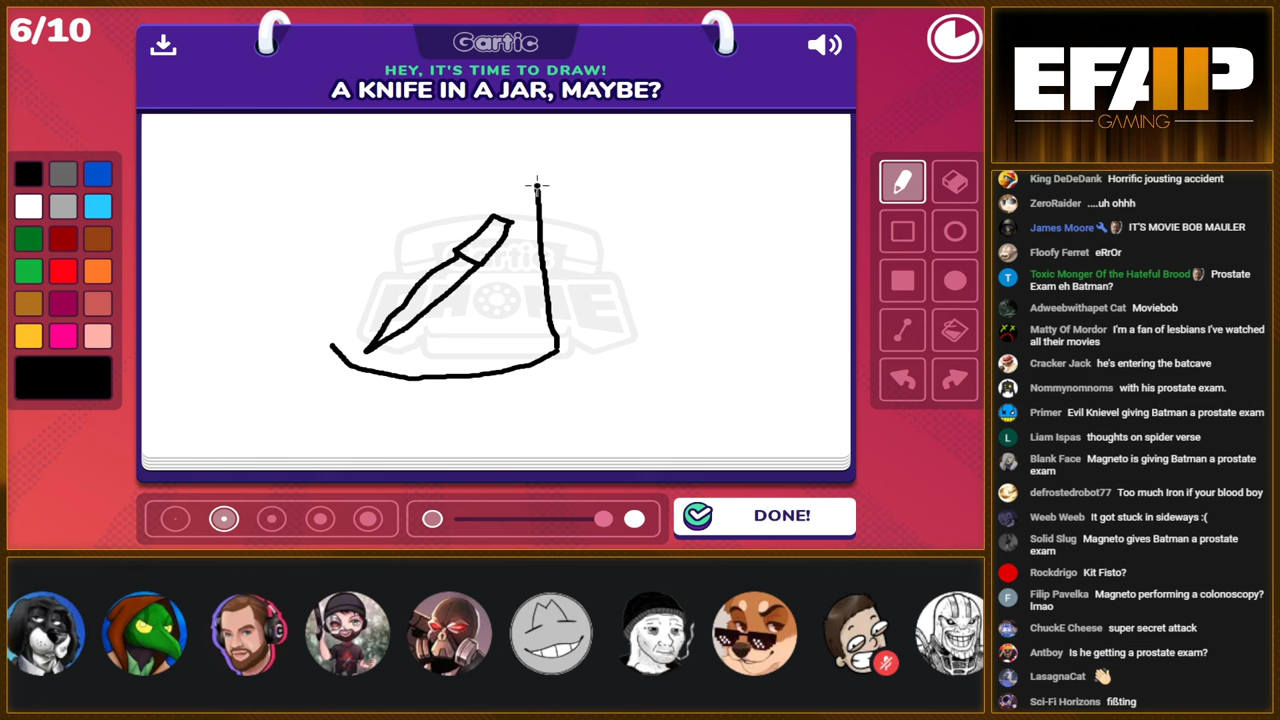 6/10
Gartic
HEY, IT'S TIME TO DRAW!
A KNIFE IN A JAR, MAYBE?
Gartic
PHONE
DONE!
EFAP
GAMING
King DeDeDank Horrific jousting accident
ZeroRaider ....uh ohhh
James Moore IT'S MOVIE BOB MAULER
Floofy Ferret eRrOr
Toxic Monger Of the Hateful Brood Prostate
Exam eh Batman?
Adweebwithapet Cat Moviebob
Matty Of Mordor I'm a fan of lesbians I've watched
all their movies
Cracker Jack he's entering the batcave
Nommynomnoms with his prostate exam.
Primer Evil Knievel giving Batman a prostate exam
L Liam Ispas thoughts on spider verse
Blank Face Magneto is giving Batman a prostate
exam
defrostedrobot77 Too much Iron if your blood boy
Weeb Weeb It got stuck in sideways :(
Solid Slug Magneto gives Batman a prostate
exam
Rockdrigo Kit Fisto?
F Filip Pavelka Magneto performing a colonoscopy?
lmao
ChuckE Cheese super secret attack
Antboy Is he getting a prostate exam?
LasagnaCat
Sci-Fi Horizons fißting